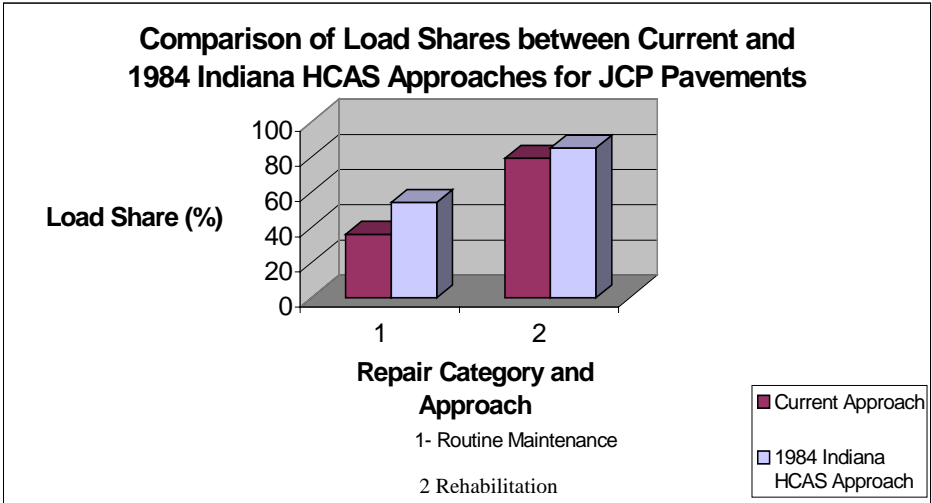 Comparison of Load Shares between Current and
1984 Indiana HCAS Approaches for JCP Pavements
100
80
60
40
20
0
Load Share (%)
1
2
Repair Category and
Approach
1- Routine Maintenance
2 Rehabilitation
Current Approach
1984 Indiana
HCAS Approach